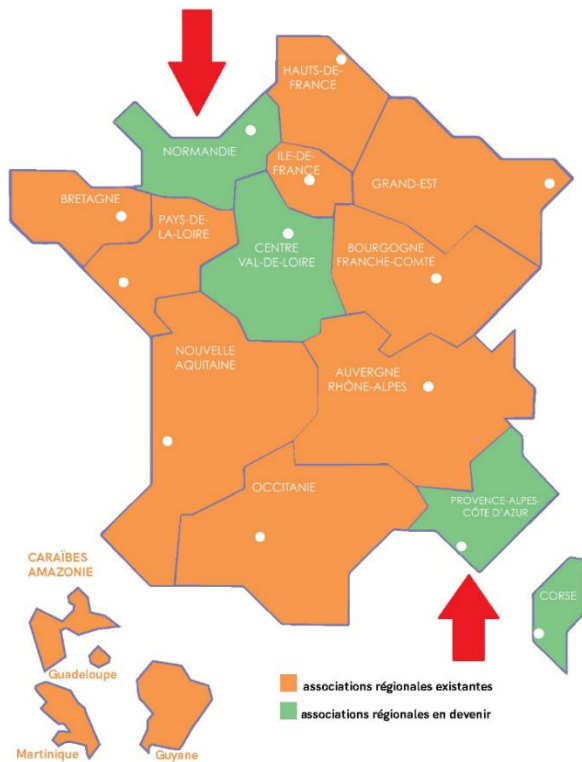 HAUTS-DE-
FRANCE
NORMANDIE
ILE-DE-
FRANCE
GRAND-EST
BRETAGNE
PAYS-DE-
LA-LOIRE
CENTRE
VAL-DE-LOIRE
BOURGOGNE
FRANCHE-COMTÉ
NOUVELLE
AQUITAINE
AUVERGNE
RHÔNE-ALPES
OCCITANIE
PROVENCE-ALPES-
CÔTE D'AZUR
CORSE
CARAÏBES
AMAZONIE
Guadeloupe
Martinique
Guyane
associations régionales existantes
associations régionales en devenir